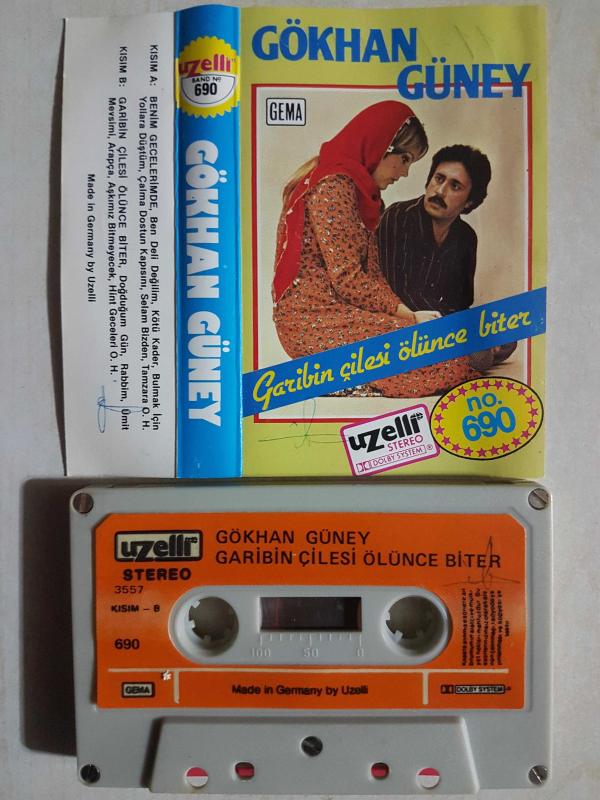 KISIM A: BENİM GECELERİMDE, Ben Deli Değilim, Kötü Kader, Bulmak İçin
Yollara Düştüm, Çalma Dostun Kapısım, Selam Bizden, Tamzara O. H.
KISIM B: GARİBİN ÇİLESİ ÖLÜNCE BİTER, Doğduğum Gün, Rabbim, Ümit
Mevsimi, Arapça, Aşkımız Bitmeyecek, Hint Geceleri O. H.
Made in Germany by Uzelli
uzelli
BAND No
690
GÖKHAN GÜNEY
GÖKHAN
GÜNEY
GEMA
Garibin çilesi ölünce biter
no.
690
uzelli®
STEREO
DOLBY SYSTEM®
uzelli®
STEREO
3557
KISIM - B
690
GÖKHAN GÜNEY
GARİBİN ÇİLESİ ÖLÜNCE BİTER
100 50 0
GEMA
Made in Germany by Uzelli
DOLBY SYSTEM®